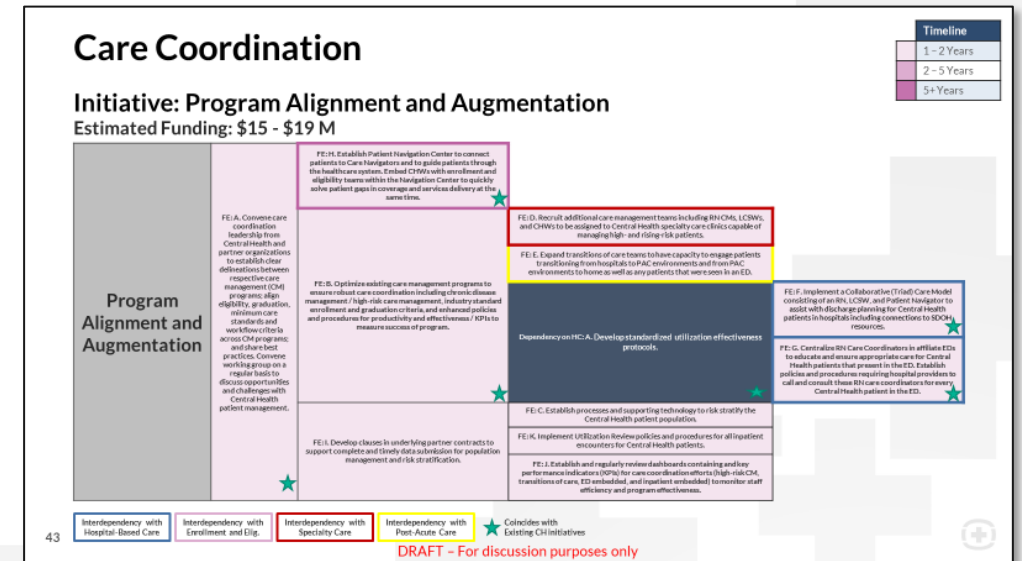 Care Coordination
Timeline
1 – 2 Years
2 – 5 Years
5+ Years
Initiative: Program Alignment and Augmentation
Estimated Funding: $15 - $19 M
Program
Alignment and
Augmentation
FE: A. Convene care
coordination
leadership from
Central Health and
partner organizations
to establish clear
delineations between
respective care
management (CM)
programs; align
eligibility, graduation,
minimum care
standards and
workflow criteria
across CM programs;
and share best
practices. Convene
working group on a
regular basis to
discuss opportunities
and challenges with
Central Health
patient management.
FE: H. Establish Patient Navigation Center to connect
patients to Care Navigators and to guide patients through
the healthcare system. Embed CHWs with enrollment and
eligibility teams within the Navigation Center to quickly
solve patient gaps in coverage and services delivery at the
same time.
FE: B. Optimize existing care management programs to
ensure robust care coordination including chronic disease
management / high-risk care management, industry standard
enrollment and graduation criteria, and enhanced policies
and procedures for productivity and effectiveness / KPIs to
measure success of program.
FE: I. Develop clauses in underlying partner contracts to
support complete and timely data submission for population
management and risk stratification.
FE: D. Recruit additional care management teams including RN CMs, LCSWs,
and CHWs to be assigned to Central Health specialty care clinics capable of
managing high- and rising-risk patients.
FE: E. Expand transitions of care teams to have capacity to engage patients
transitioning from hospitals to PAC environments and from PAC
environments to home as well as any patients that were seen in an ED.
Dependency on HC: A. Develop standardized utilization effectiveness
protocols.
FE: C. Establish processes and supporting technology to risk stratify the
Central Health patient population.
FE: K. Implement Utilization Review policies and procedures for all inpatient
encounters for Central Health patients.
FE: J. Establish and regularly review dashboards containing and key
performance indicators (KPIs) for care coordination efforts (high-risk CM,
transitions of care, ED embedded, and inpatient embedded) to monitor staff
efficiency and program effectiveness.
FE: F. Implement a Collaborative (Triad) Care Model
consisting of an RN, LCSW, and Patient Navigator to
assist with discharge planning for Central Health
patients in hospitals including connections to SDOH
resources.
FE: G. Centralize RN Care Coordinators in affiliate EDs
to educate and ensure appropriate care for Central
Health patients that present in the ED. Establish
policies and procedures requiring hospital providers to
call and consult these RN care coordinators for every
Central Health patient in the ED.
43
Interdependency with
Hospital-Based Care
Interdependency with
Enrollment and Elig.
Interdependency with
Specialty Care
Interdependency with
Post-Acute Care
Coincides with
Existing CH initiatives
DRAFT – For discussion purposes only